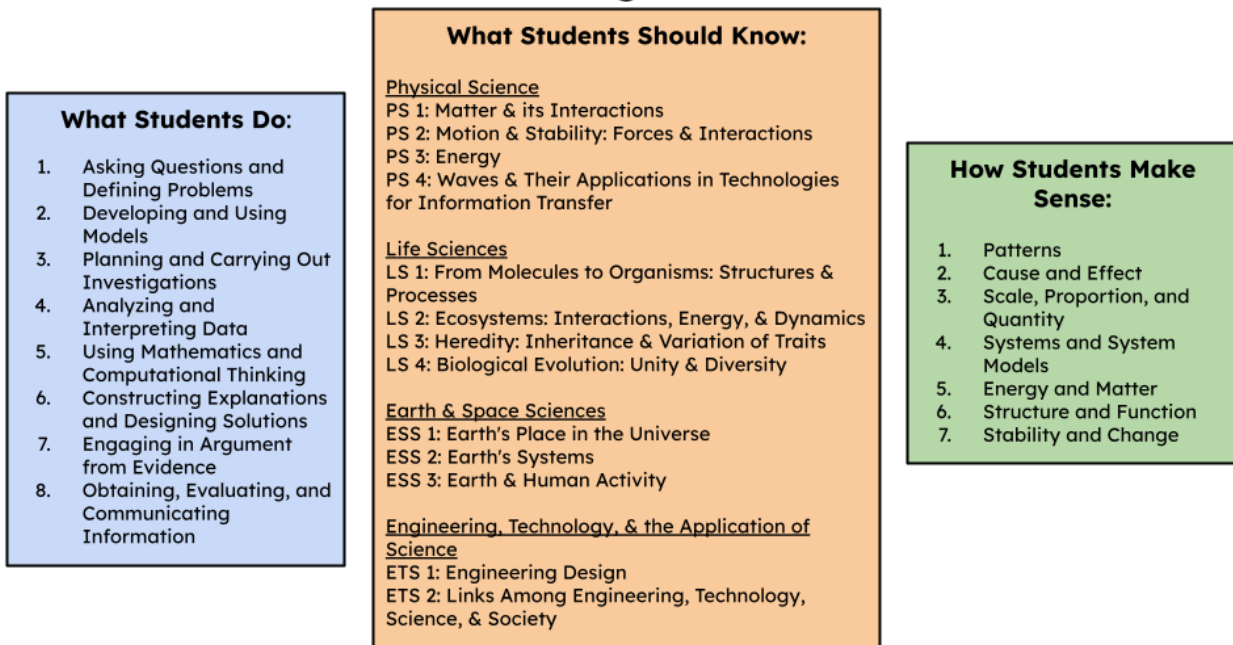 What Students Do:
1. Asking Questions and
Defining Problems
2. Developing and Using
Models
3. Planning and Carrying Out
Investigations
4. Analyzing and
Interpreting Data
5. Using Mathematics and
Computational Thinking
6. Constructing Explanations
and Designing Solutions
7. Engaging in Argument
from Evidence
8. Obtaining, Evaluating, and
Communicating
Information
What Students Should Know:
Physical Science
PS 1: Matter & its Interactions
PS 2: Motion & Stability: Forces & Interactions
PS 3: Energy
PS 4: Waves & Their Applications in Technologies
for Information Transfer
Life Sciences
LS 1: From Molecules to Organisms: Structures &
Processes
LS 2: Ecosystems: Interactions, Energy, & Dynamics
LS 3: Heredity: Inheritance & Variation of Traits
LS 4: Biological Evolution: Unity & Diversity
Earth & Space Sciences
ESS 1: Earth's Place in the Universe
ESS 2: Earth's Systems
ESS 3: Earth & Human Activity
Engineering, Technology, & the Application of
Science
ETS 1: Engineering Design
ETS 2: Links Among Engineering, Technology,
Science, & Society
How Students Make
Sense:
1. Patterns
2. Cause and Effect
3. Scale, Proportion, and
Quantity
4. Systems and System
Models
5. Energy and Matter
6. Structure and Function
7. Stability and Change